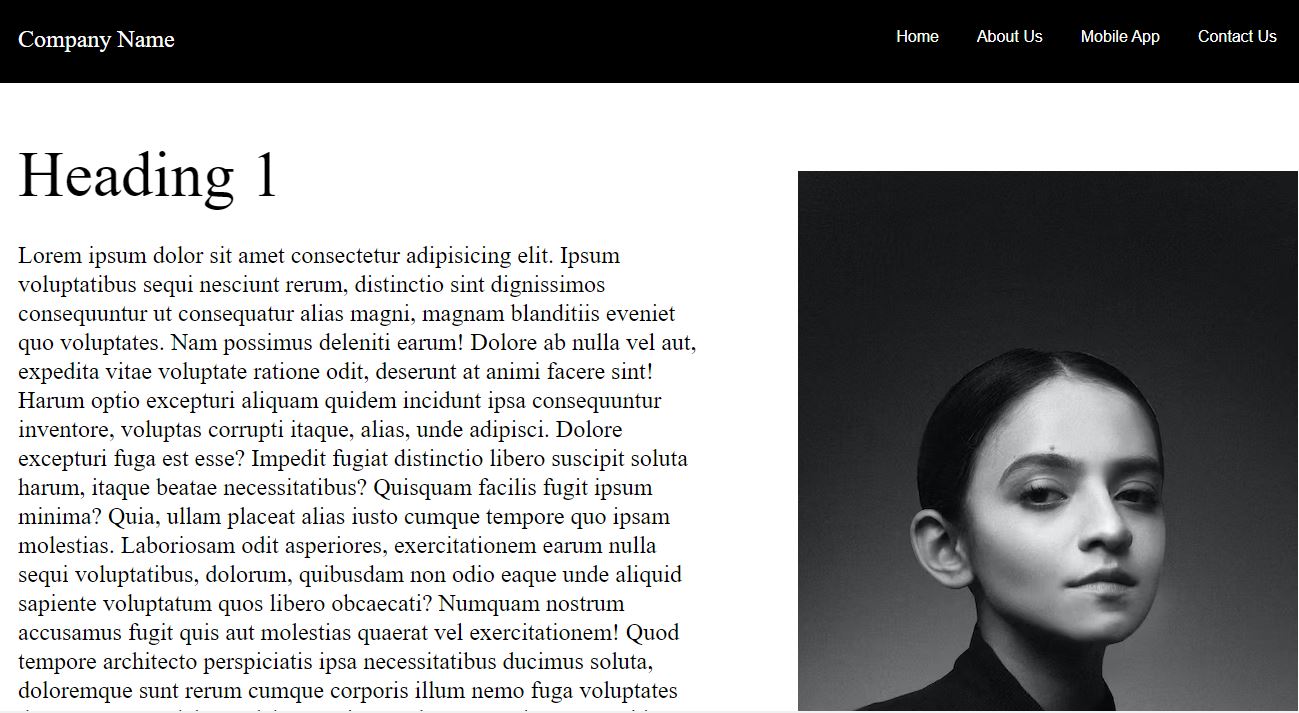 Company Name
Home
About Us
Mobile App
Contact Us
Heading 1
Lorem ipsum dolor sit amet consectetur adipisicing elit. Ipsum
voluptatibus sequi nesciunt rerum, distinctio sint dignissimos
consequuntur ut consequatur alias magni, magnam blanditiis eveniet
quo voluptates. Nam possimus deleniti earum! Dolore ab nulla vel aut,
expedita vitae voluptate ratione odit, deserunt at animi facere sint!
Harum optio excepturi aliquam quidem incidunt ipsa consequuntur
inventore, voluptas corrupti itaque, alias, unde adipisci. Dolore
excepturi fuga est esse? Impedit fugiat distinctio libero suscipit soluta
harum, itaque beatae necessitatibus? Quisquam facilis fugit ipsum
minima? Quia, ullam placeat alias iusto cumque tempore quo ipsam
molestias. Laboriosam odit asperiores, exercitationem earum nulla
sequi voluptatibus, dolorum, quibusdam non odio eaque unde aliquid
sapiente voluptatum quos libero obcaecati? Numquam nostrum
accusamus fugit quis aut molestias quaerat vel exercitationem! Quod
tempore architecto perspiciatis ipsa necessitatibus ducimus soluta,
doloremque sunt rerum cumque corporis illum nemo fuga voluptates